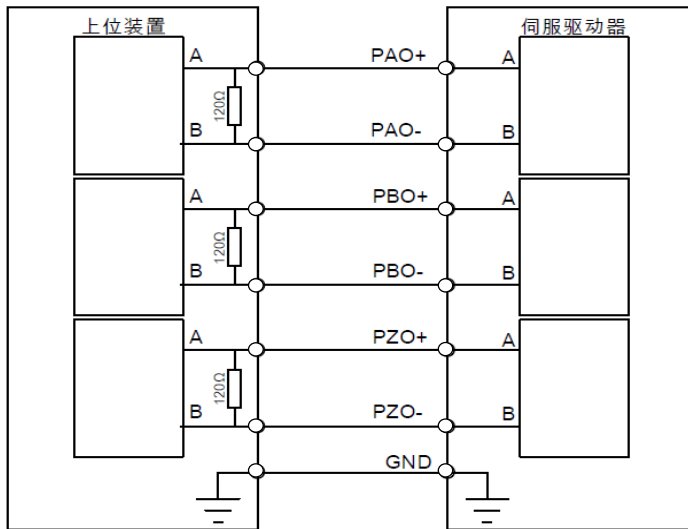 上位装置 伺服驱动器
A PAO+ A
120Ω
B PAO- B
A PBO+ A
120Ω
B PBO- B
A PZO+ A
120Ω
B PZO- B
GND